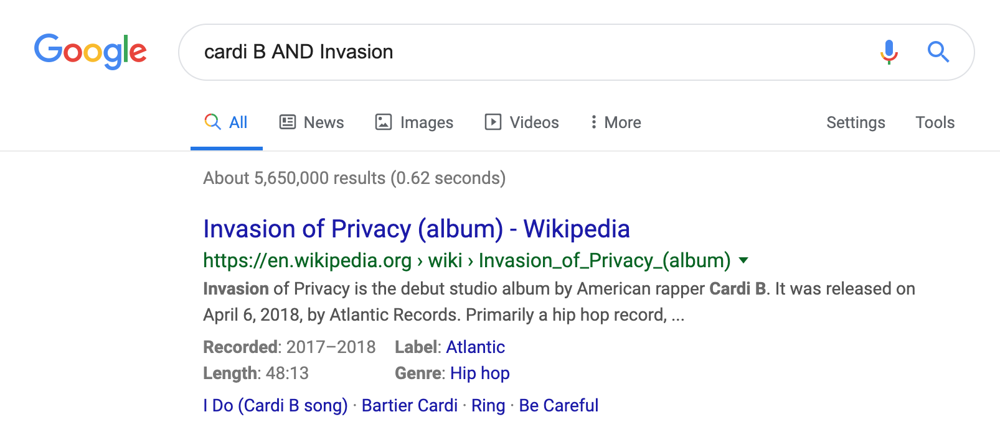 Google
cardi B AND Invasion
All News Images Videos More Settings Tools
About 5,650,000 results (0.62 seconds)
Invasion of Privacy (album) - Wikipedia
https://en.wikipedia.org › wiki › Invasion_of_Privacy_(album)
Invasion of Privacy is the debut studio album by American rapper Cardi B. It was released on
April 6, 2018, by Atlantic Records. Primarily a hip hop record, ...
Recorded: 2017–2018 Label: Atlantic
Length: 48:13 Genre: Hip hop
I Do (Cardi B song) · Bartier Cardi · Ring · Be Careful